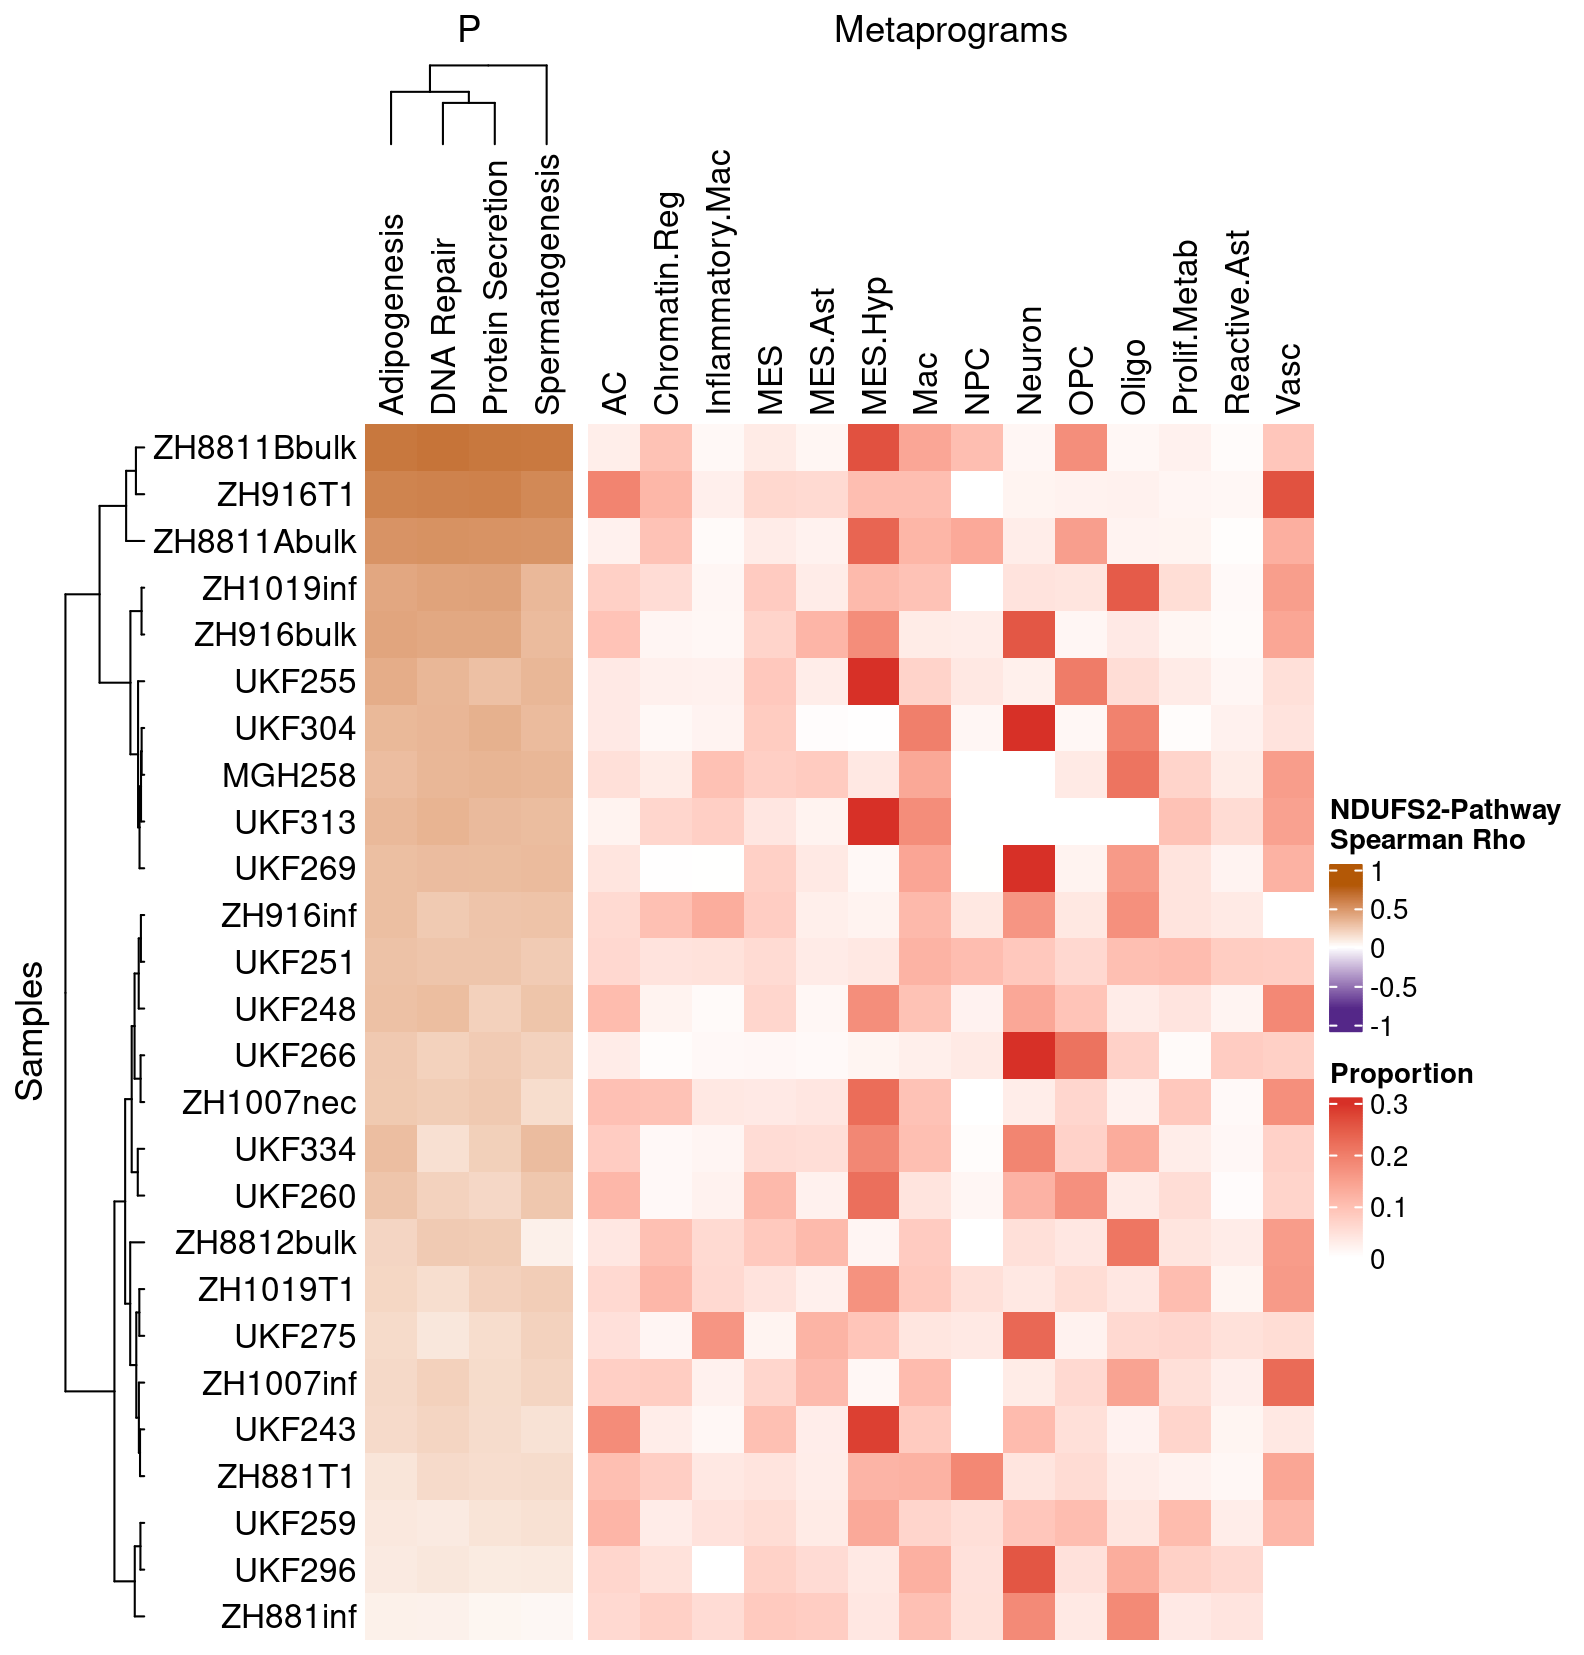 P
Metaprograms
Adipogenesis
DNA Repair
Protein Secretion
Spermatogenesis
AC
Chromatin.Reg
Inflammatory.Mac
MES
MES.Ast
MES.Hyp
Mac
NPC
Neuron
OPC
Oligo
Prolif.Metab
Reactive.Ast
Vasc
Samples
ZH8811Bbulk
ZH916T1
ZH8811Abulk
ZH1019inf
ZH916bulk
UKF255
UKF304
MGH258
UKF313
UKF269
ZH916inf
UKF251
UKF248
UKF266
ZH1007nec
UKF334
UKF260
ZH8812bulk
ZH1019T1
UKF275
ZH1007inf
UKF243
ZH881T1
UKF259
UKF296
ZH881inf
NDUFS2-Pathway
Spearman Rho
1
0.5
0
-0.5
-1
Proportion
0.3
0.2
0.1
0